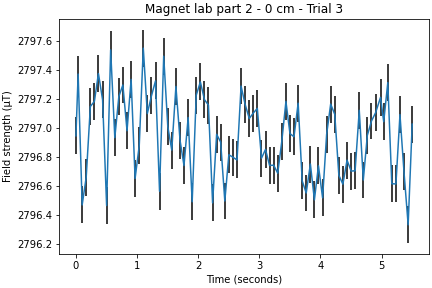 Magnet lab part 2 - 0 cm - Trial 3
Field strength (μT)
2797.6
2797.4
2797.2
2797.0
2796.8
2796.6
2796.4
2796.2
0 1 2 3 4 5
Time (seconds)